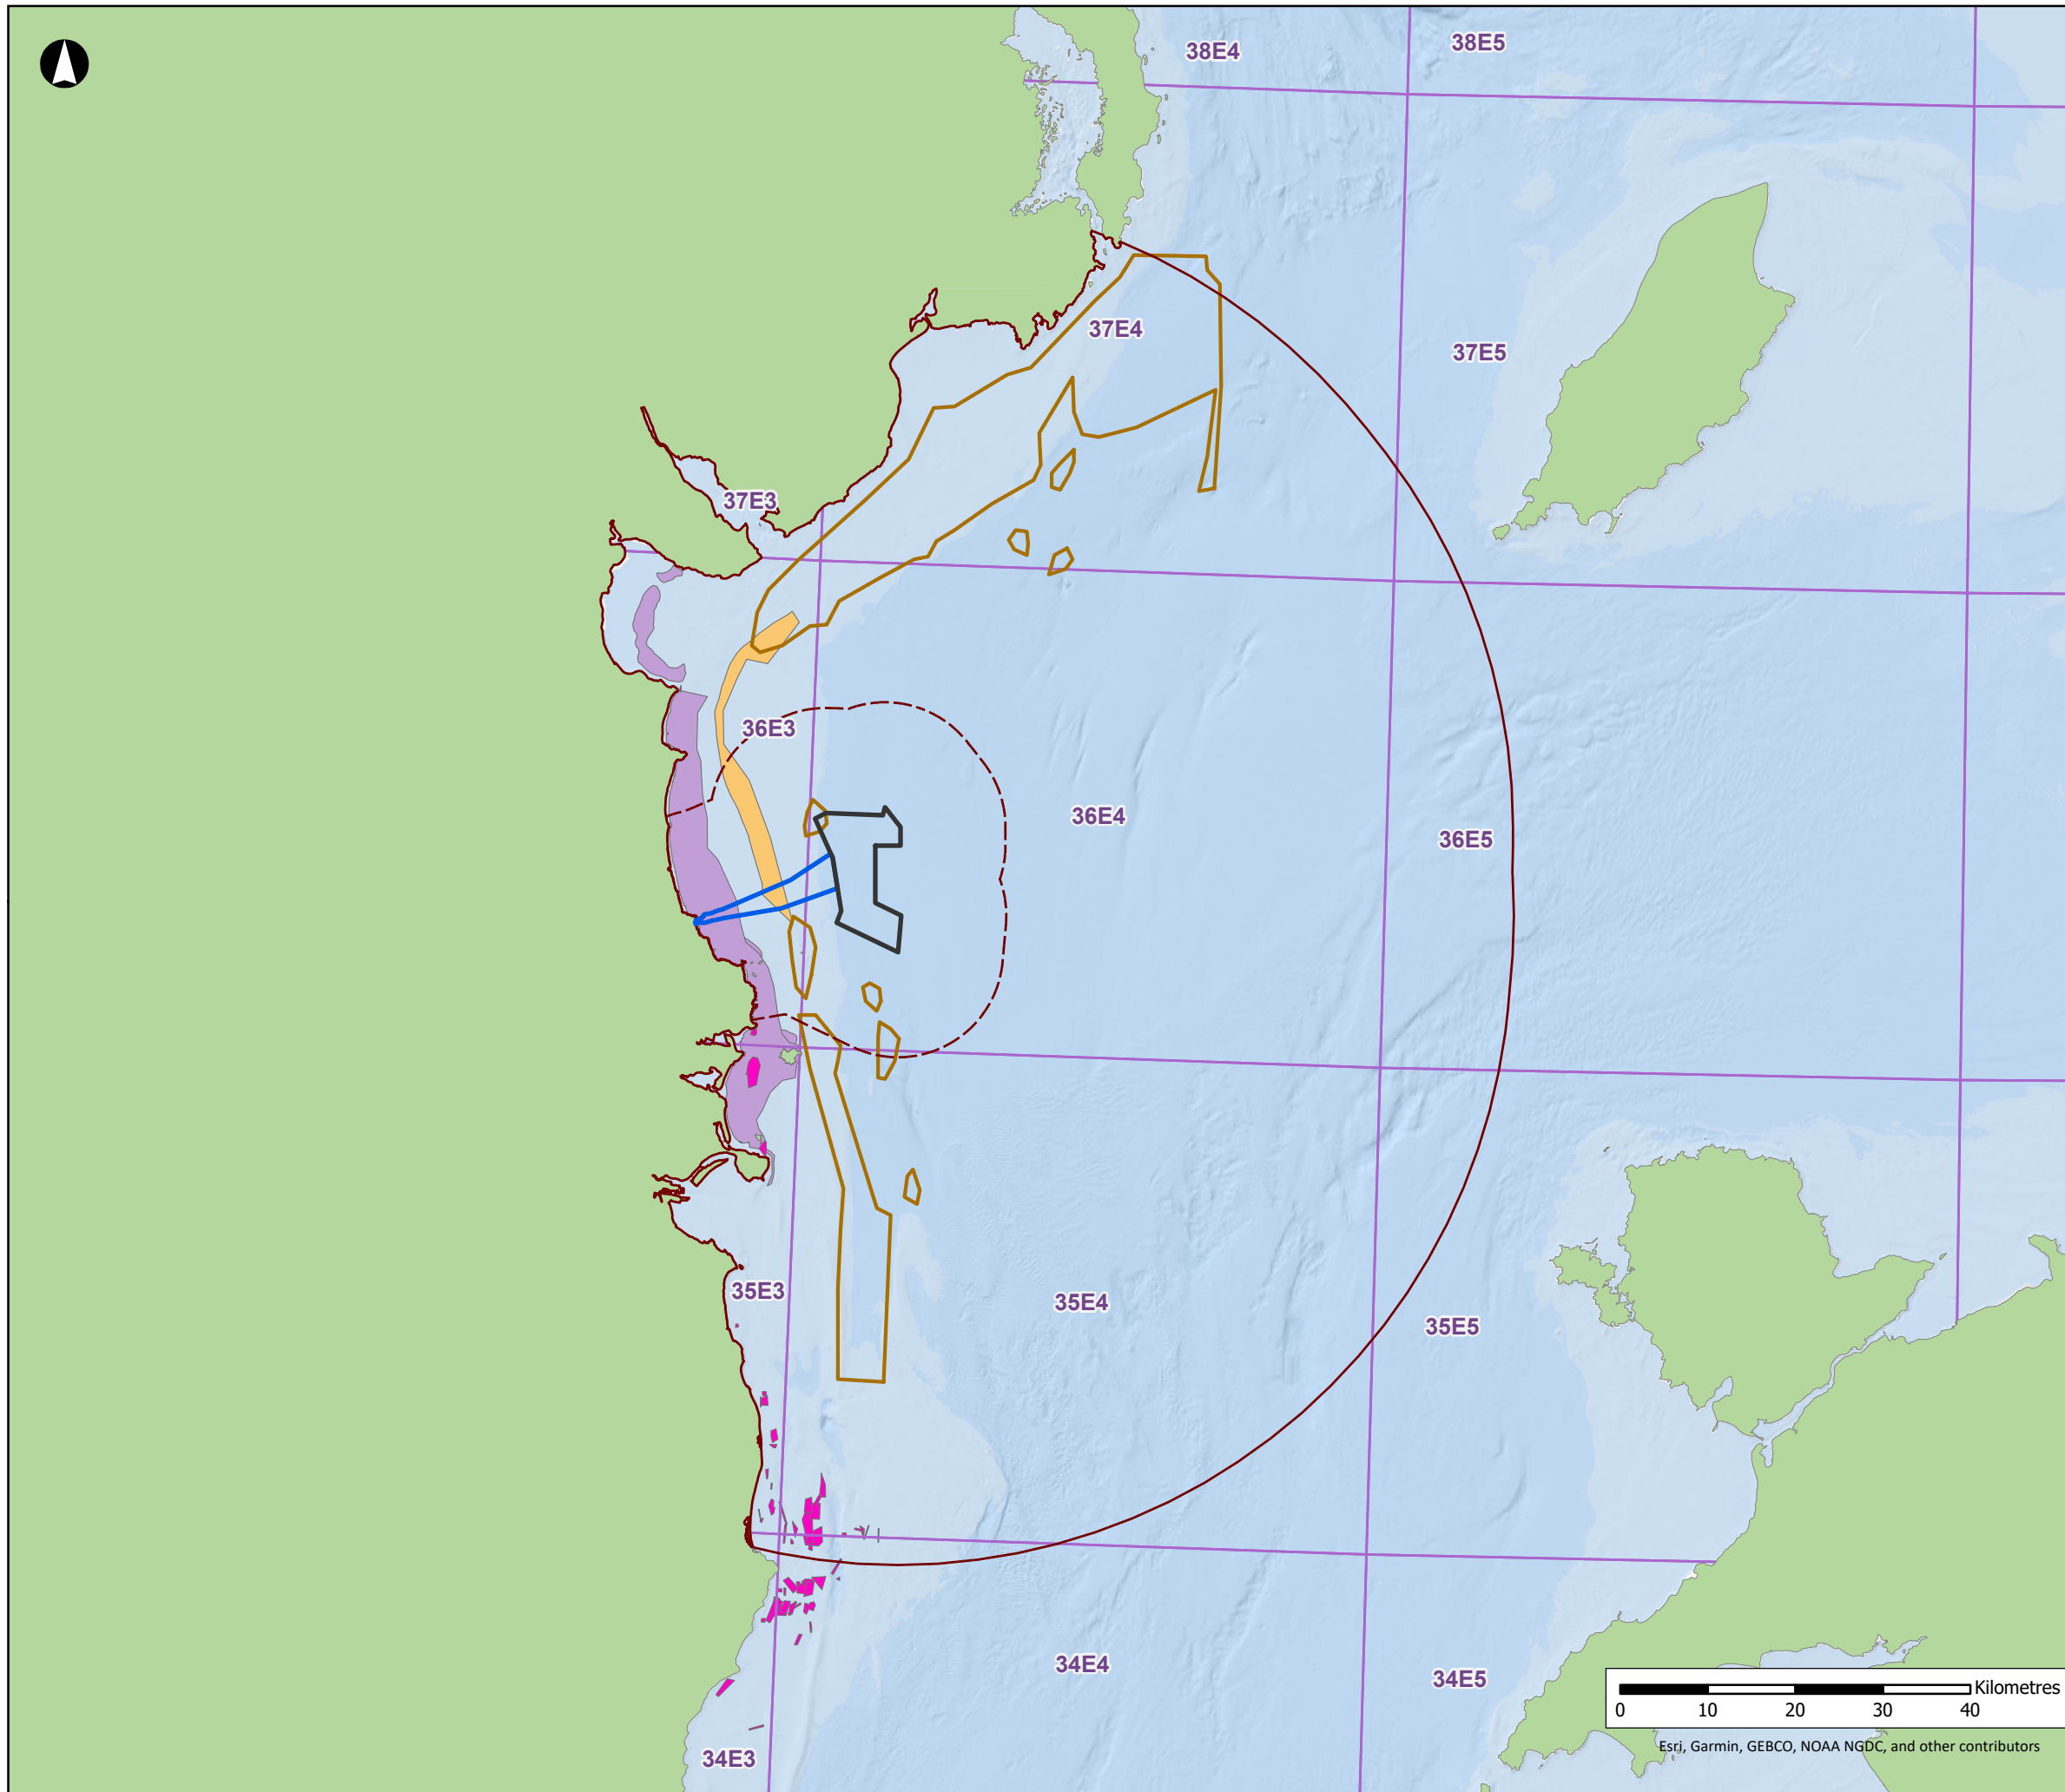 38E4
38E5
37E4
37E5
37E3
36E3
36E4
36E5
35E3
35E4
35E5
34E4
34E5
34E3
Kilometres
0 10 20 30 40
Esri, Garmin, GEBCO, NOAA NGDC, and other contributors